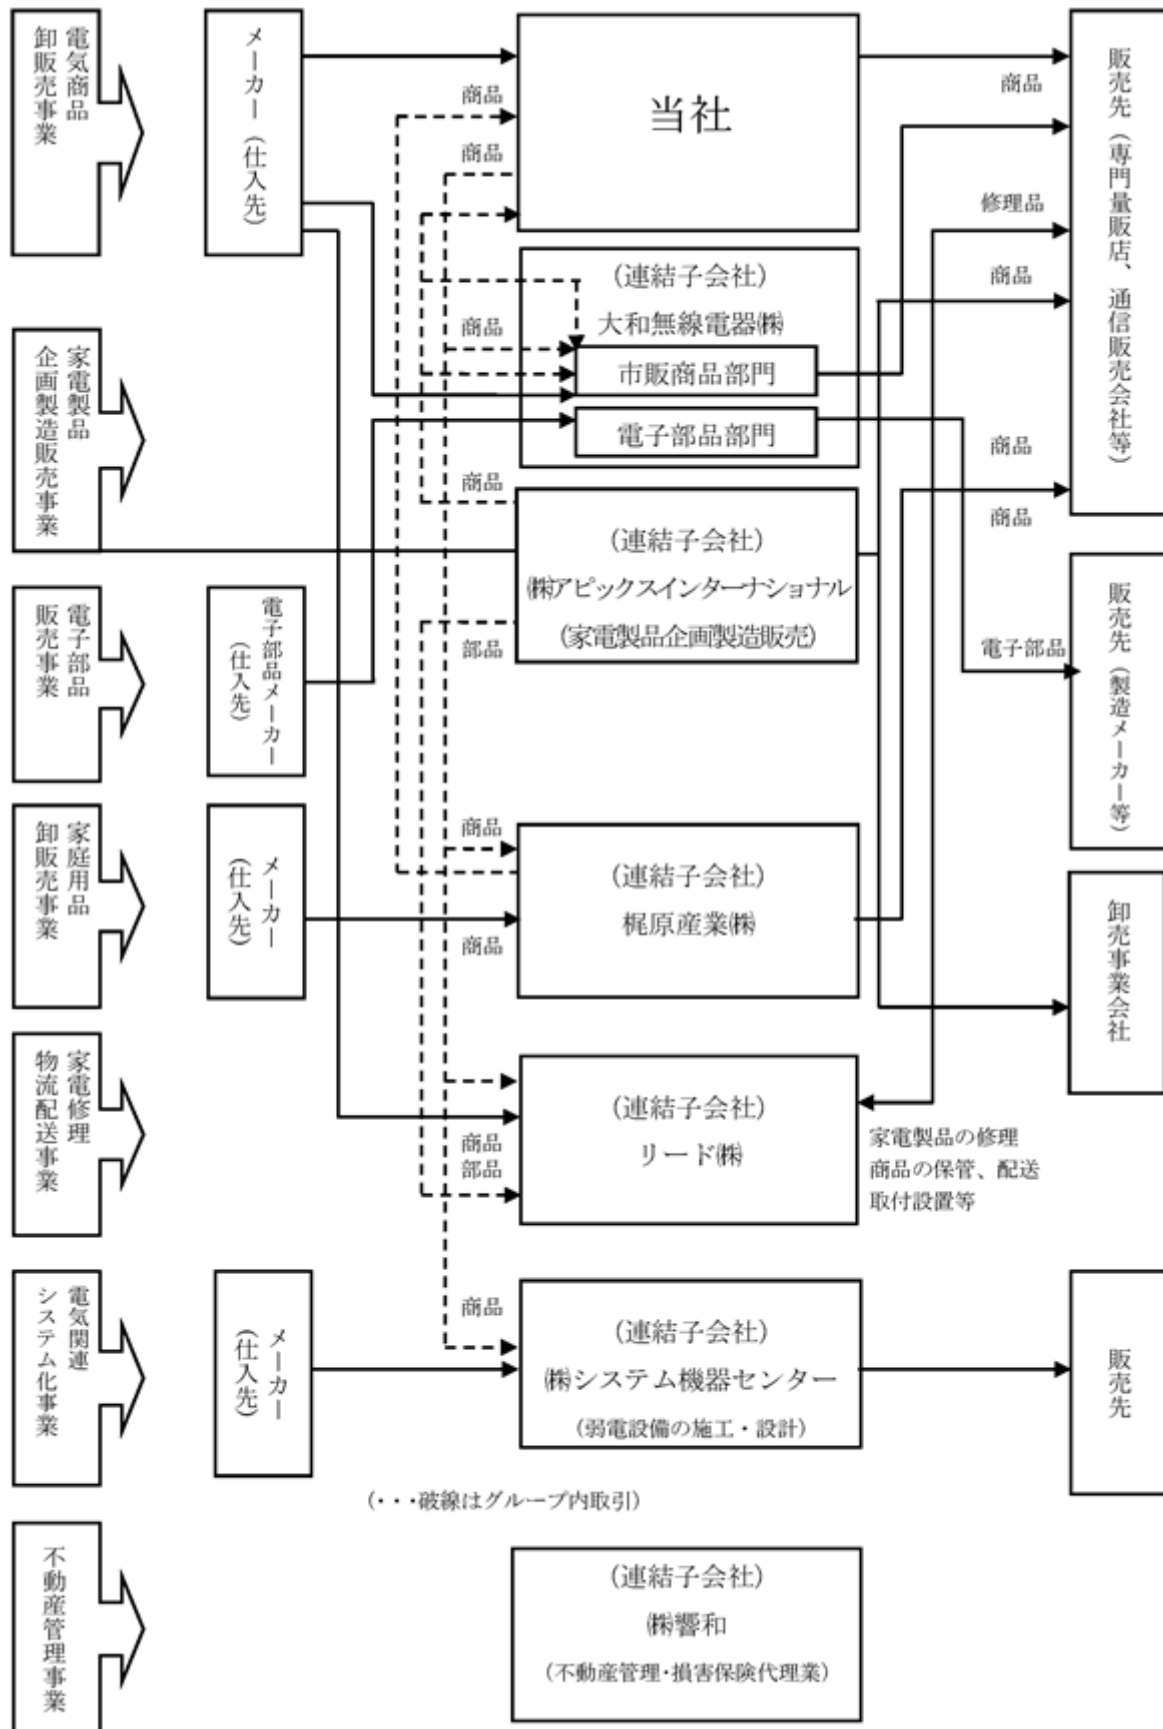 電気商品
卸販売事業
メーカー(仕入先)
当社
商品
商品
商品
修理品
商品
販売先(専門量販店、通信販売会社等)
(連結子会社)
大和無線電器㈱
商品
市販商品部門
電子部品部門
家電製品
企画製造販売事業
商品
商品
商品
(連結子会社)
㈱アピックスインターナショナル
(家電製品企画製造販売)
部品
電子部品
電子部品
販売事業
電子部品メーカー
(仕入先)
販売先(製造メーカー等)
家庭用品
卸販売事業
メーカー
(仕入先)
商品
商品
(連結子会社)
梶原産業㈱
卸売事業会社
家電修理
物流配送事業
商品
部品
(連結子会社)
リード㈱
家電製品の修理
商品の保管、配送
取付設置等
電気関連
システム化事業
メーカー
(仕入先)
商品
(連結子会社)
㈱システム機器センター
(弱電設備の施工・設計)
販売先
(・・・破線はグループ内取引)
不動産管理事業
(連結子会社)
㈱響和
(不動産管理・損害保険代理業)